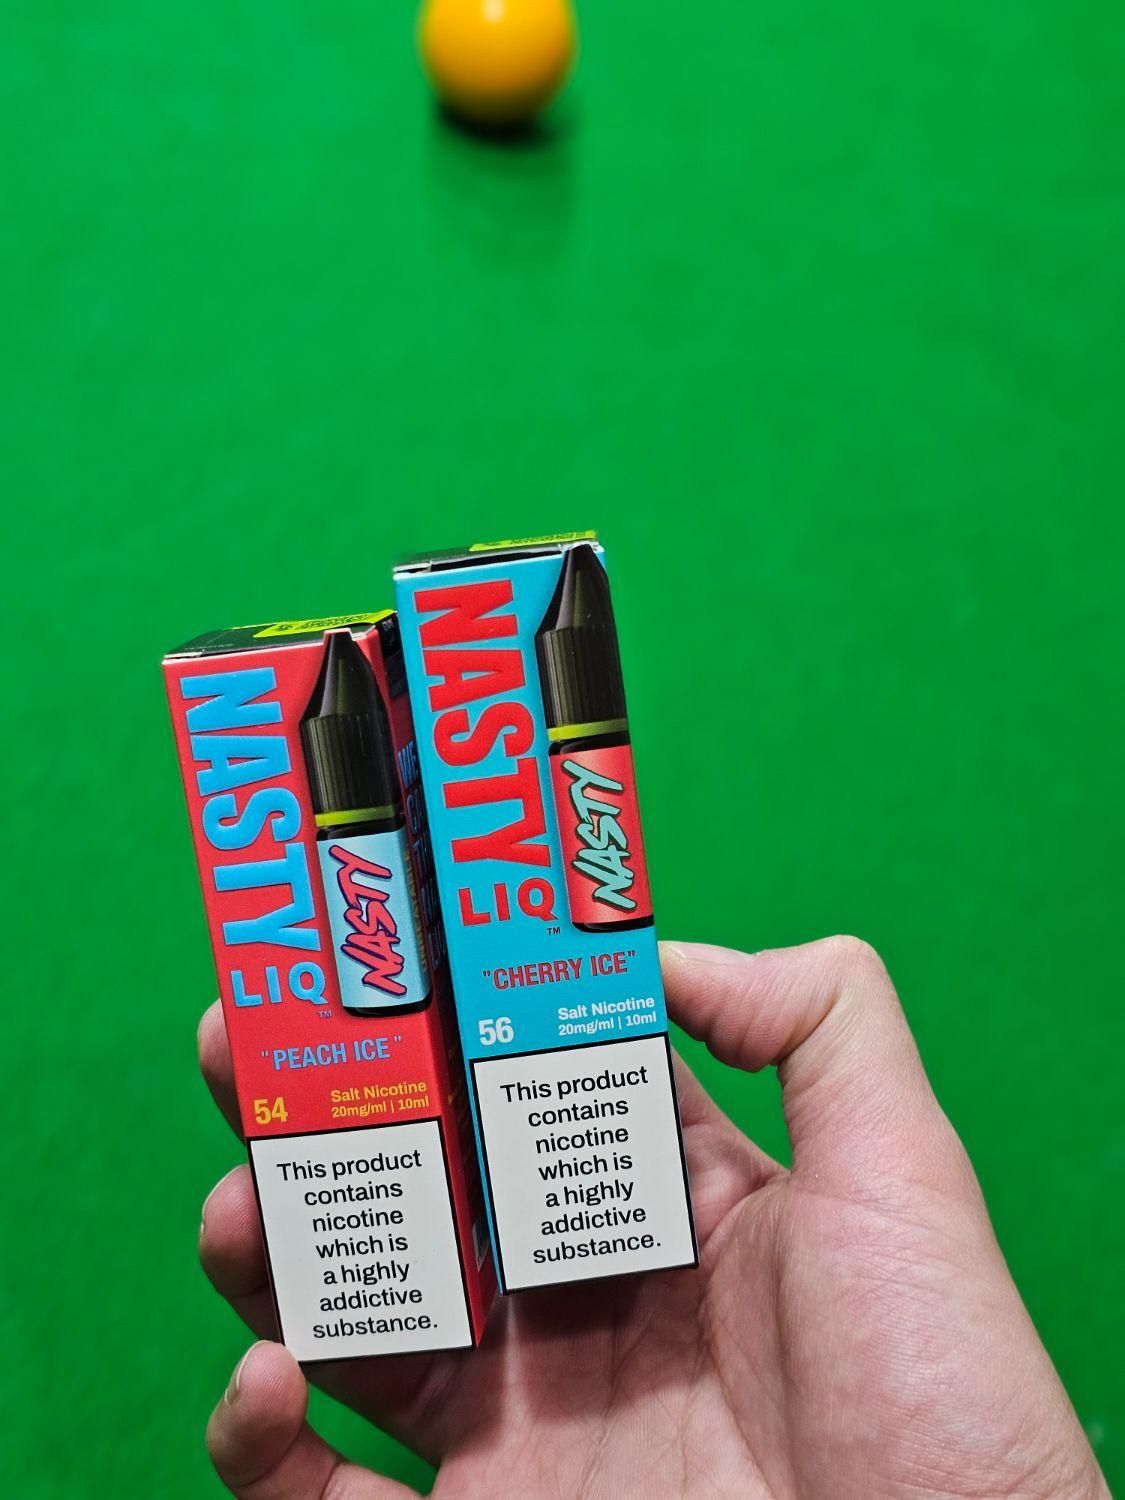 NASTY
LIQ
TM
NASTY
"PEACH ICE"
54
Salt Nicotine
20mg/ml | 10ml
This product
contains
nicotine
which is
a highly
addictive
substance.
NASTY
LIQ
TM
NASTY
"CHERRY ICE"
56
Salt Nicotine
20mg/ml | 10ml
This product
contains
nicotine
which is
a highly
addictive
substance.